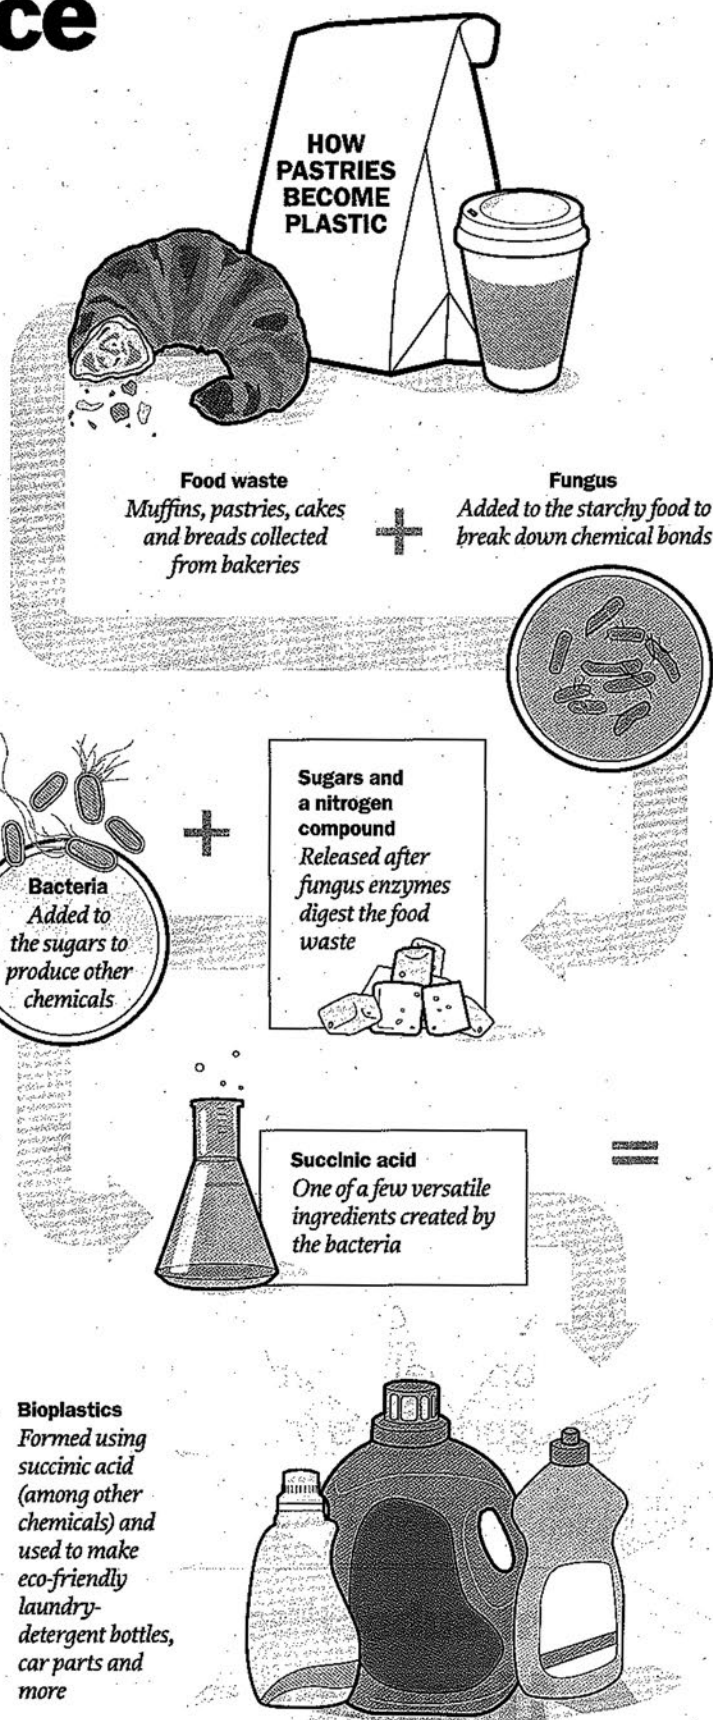 ce
HOW
PASTRIES
BECOME
PLASTIC
Food waste
Muffins, pastries, cakes
and breads collected
from bakeries
+
Fungus
Added to the starchy food to
break down chemical bonds
Sugars and
a nitrogen
compound
Released after
fungus enzymes
digest the food
waste
+
Bacteria
Added to
the sugars to
produce other
chemicals
Succinic acid
One of a few versatile
ingredients created by
the bacteria
=
Bioplastics
Formed using
succinic acid
(among other
chemicals) and
used to make
eco-friendly
laundry-
detergent bottles,
car parts and
more